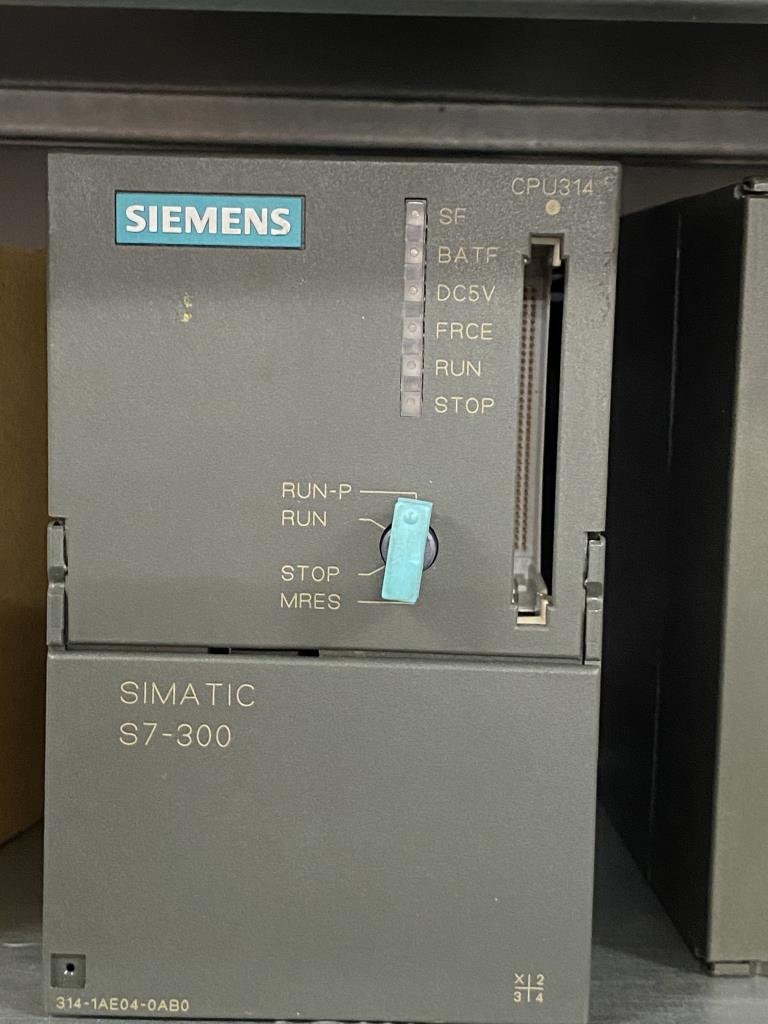 SIEMENS
CPU314
SF
BATF
DC5V
FRCE
RUN
STOP
RUN-P
RUN
STOP
MRES
SIMATIC
S7-300
314-1AE04-0AB0
X 2
3 4